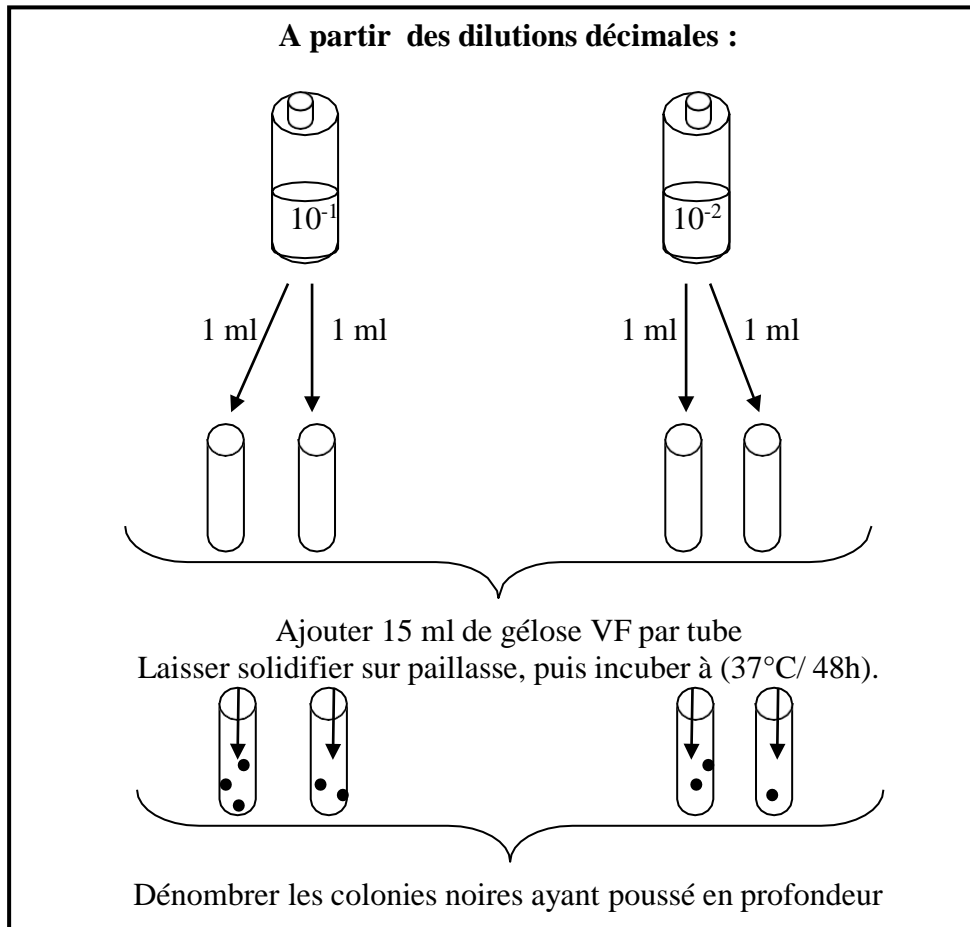 A partir des dilutions décimales :
10-1
10-2
1 ml
1 ml
1 ml
1 ml
Ajouter 15 ml de gélose VF par tube
Laisser solidifier sur paillasse, puis incuber à (37°C/ 48h).
Dénombrer les colonies noires ayant poussé en profondeur